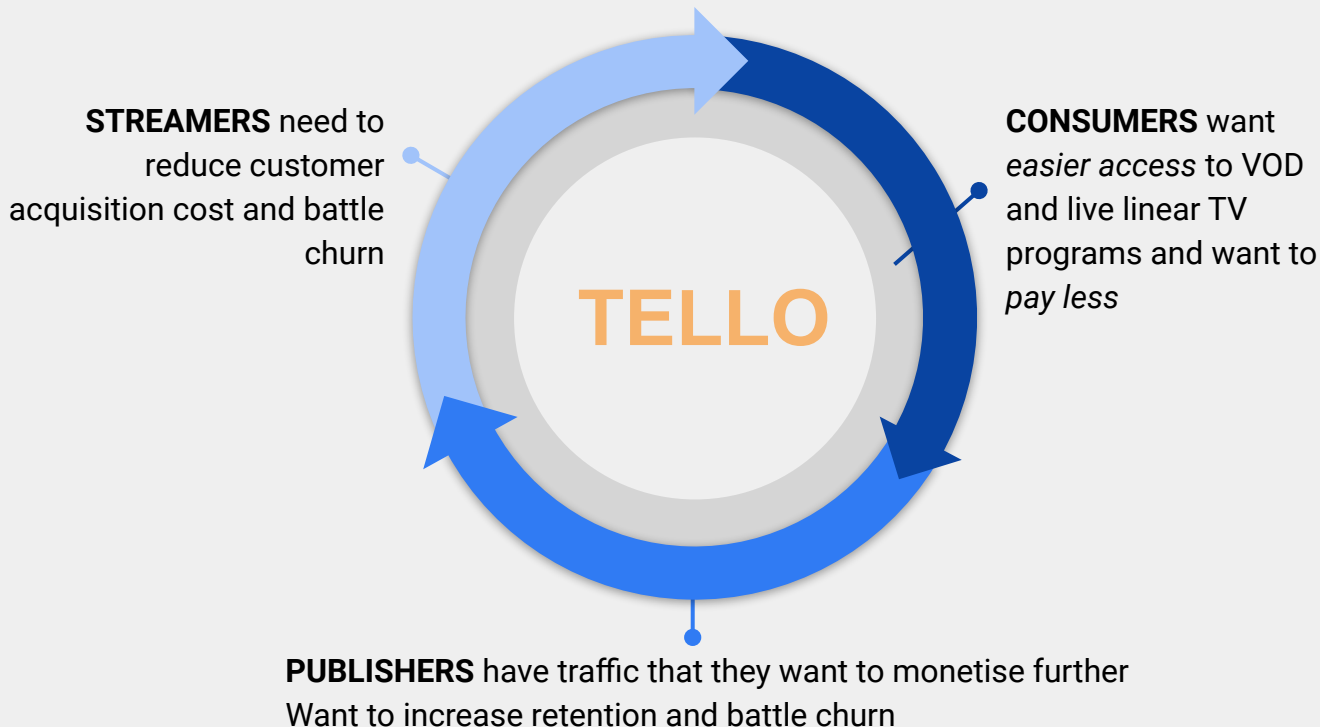 STREAMERS need to
reduce customer
acquisition cost and battle
churn
TELLO
CONSUMERS want
easier access to VOD
and live linear TV
programs and want to
pay less
PUBLISHERS have traffic that they want to monetise further
Want to increase retention and battle churn